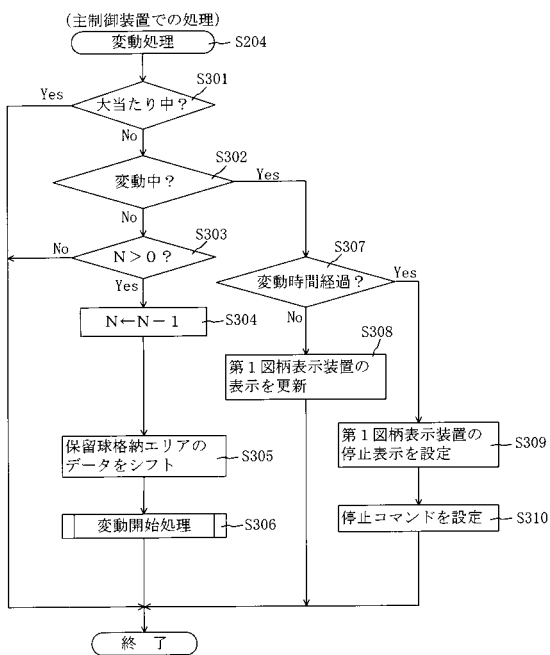 (主制御装置での処理)
変動処理
S204
S301
Yes
大当たり中？
No
S302
変動中？
Yes
No
S303
No
N＞0？
Yes
S307
変動時間経過？
Yes
No
N←N－1
S304
S308
第1図柄表示装置の
表示を更新
保留球格納エリアの
データをシフト
S305
第1図柄表示装置の
停止表示を設定
S309
変動開始処理
S306
停止コマンドを設定
S310
終 了